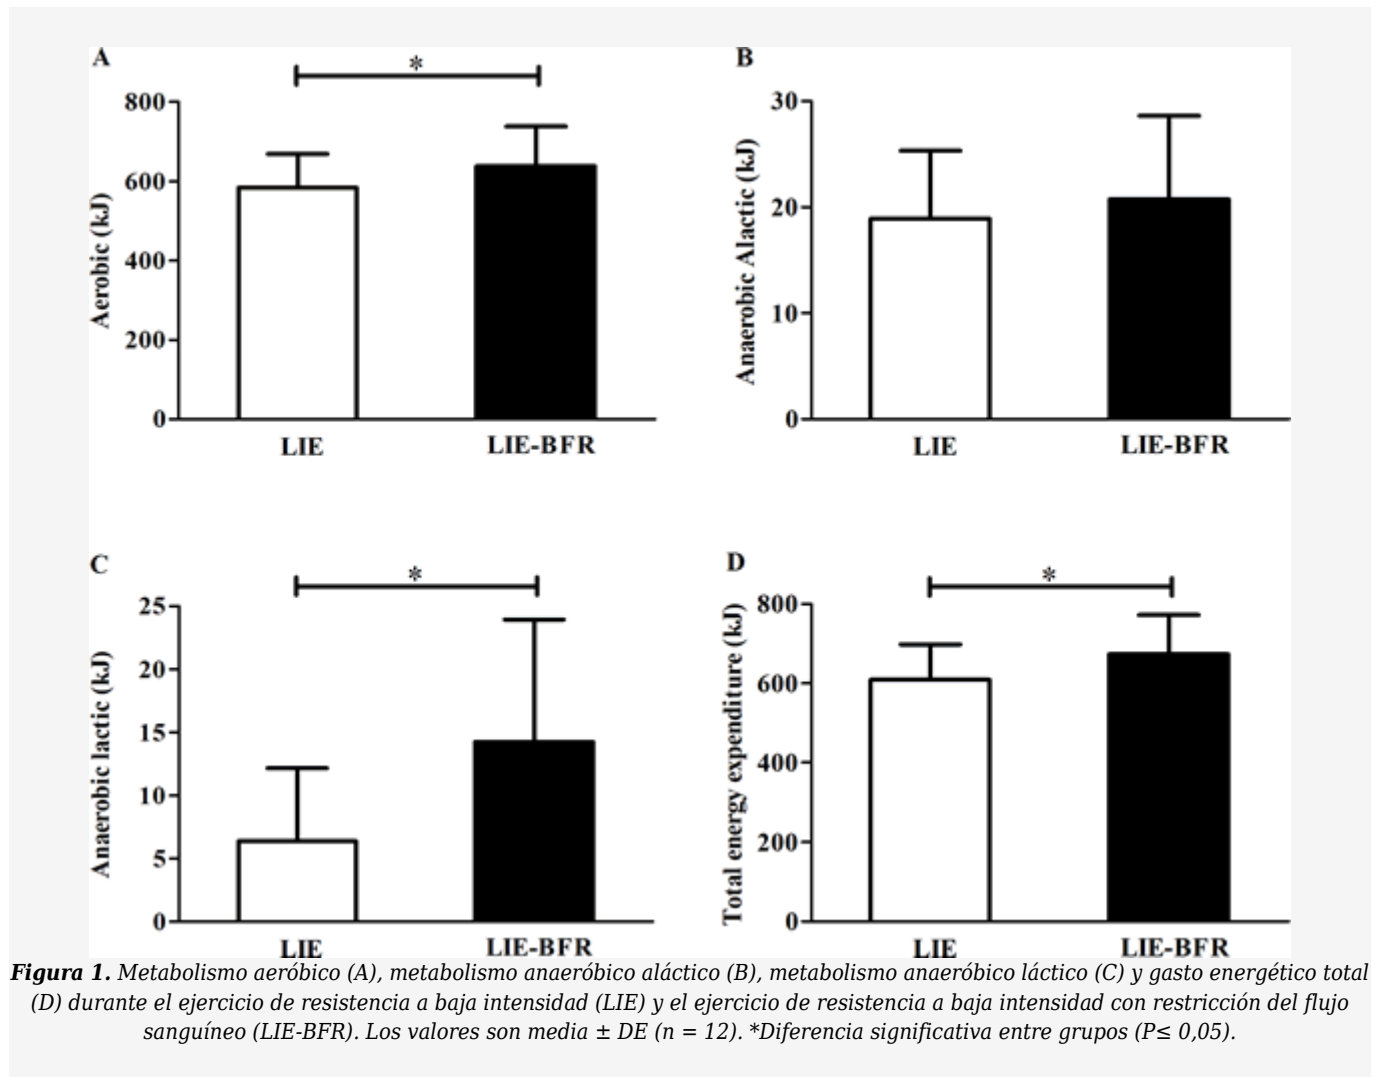 A
*
800
600
400
200
0
Aerobic (kJ)
LIE
LIE-BFR
B
30
20
10
0
Anaerobic Alactic (kJ)
LIE
LIE-BFR
C
*
25
20
15
10
5
0
Anaerobic lactic (kJ)
LIE
LIE-BFR
D
*
800
600
400
200
0
Total energy expenditure (kJ)
LIE
LIE-BFR
Figura 1. Metabolismo aeróbico (A), metabolismo anaeróbico aláctico (B), metabolismo anaeróbico láctico (C) y gasto energético total
(D) durante el ejercicio de resistencia a baja intensidad (LIE) y el ejercicio de resistencia a baja intensidad con restricción del flujo
sanguíneo (LIE-BFR). Los valores son media ± DE (n = 12). *Diferencia significativa entre grupos (P≤ 0,05).